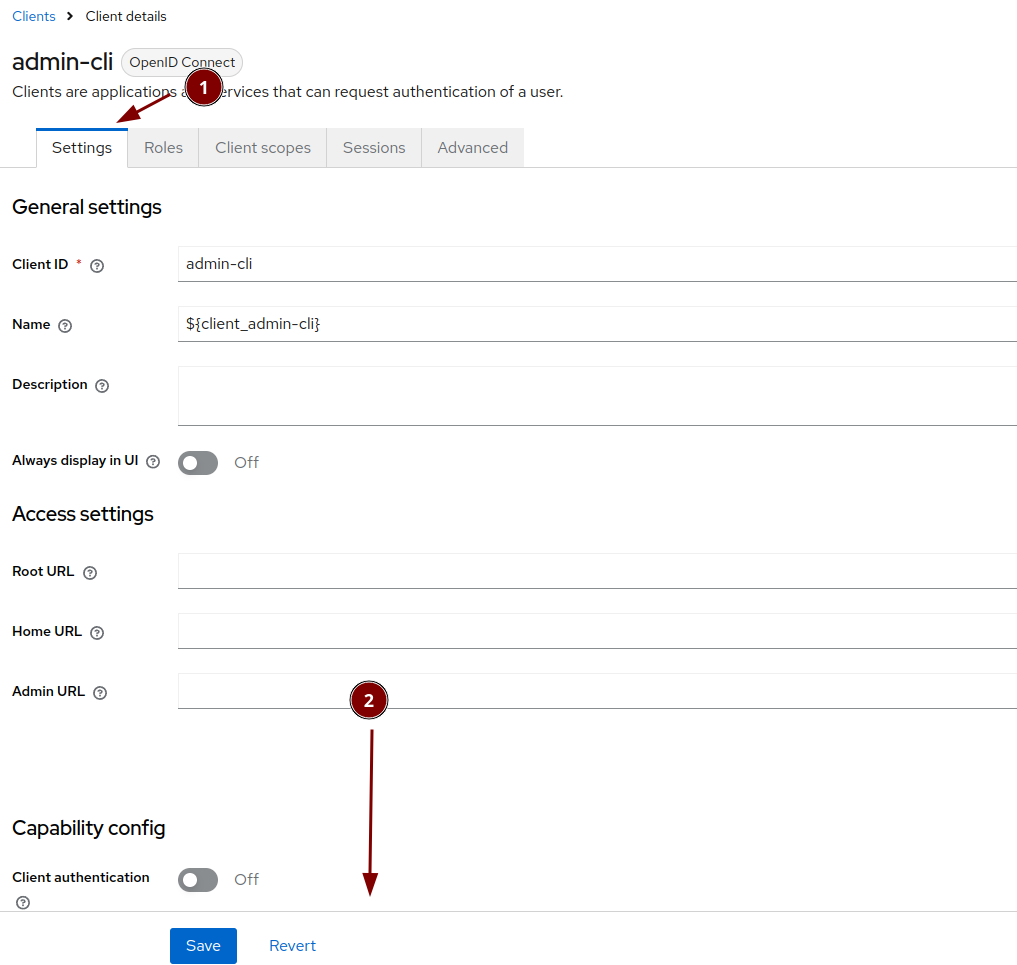 Clients > Client details
admin-cli OpenID Connect
1
Clients are applications a ervices that can request authentication of a user.
Settings Roles Client scopes Sessions Advanced
General settings
Client ID * ? admin-cli
Name ? ${client_admin-cli}
Description ?
Always display in UI ? Off
Access settings
Root URL ?
Home URL ?
Admin URL ?
2
Capability config
Client authentication Off
?
Save Revert